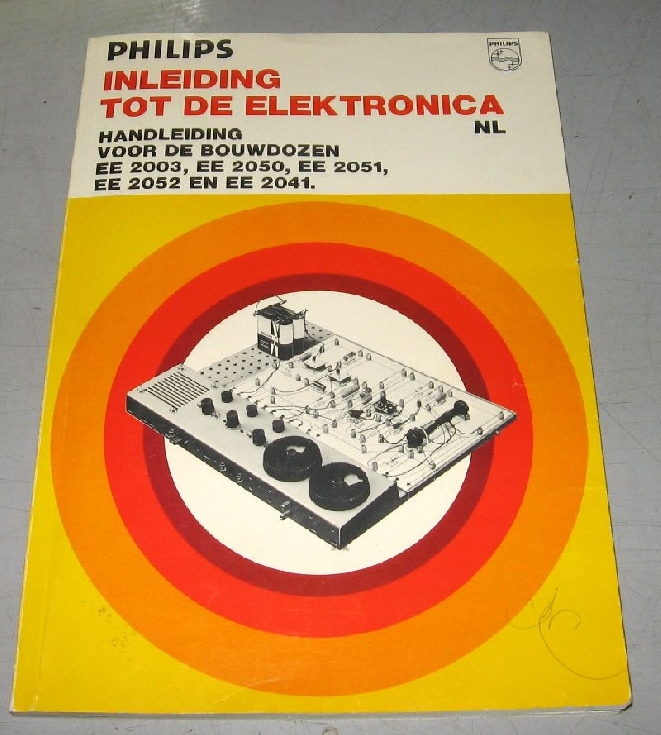 PHILIPS
PHILIPS
INLEIDING
TOT DE ELEKTRONICA
NL
HANDLEIDING
VOOR DE BOUWDOZEN
EE 2003, EE 2050, EE 2051,
EE 2052 EN EE 2041.